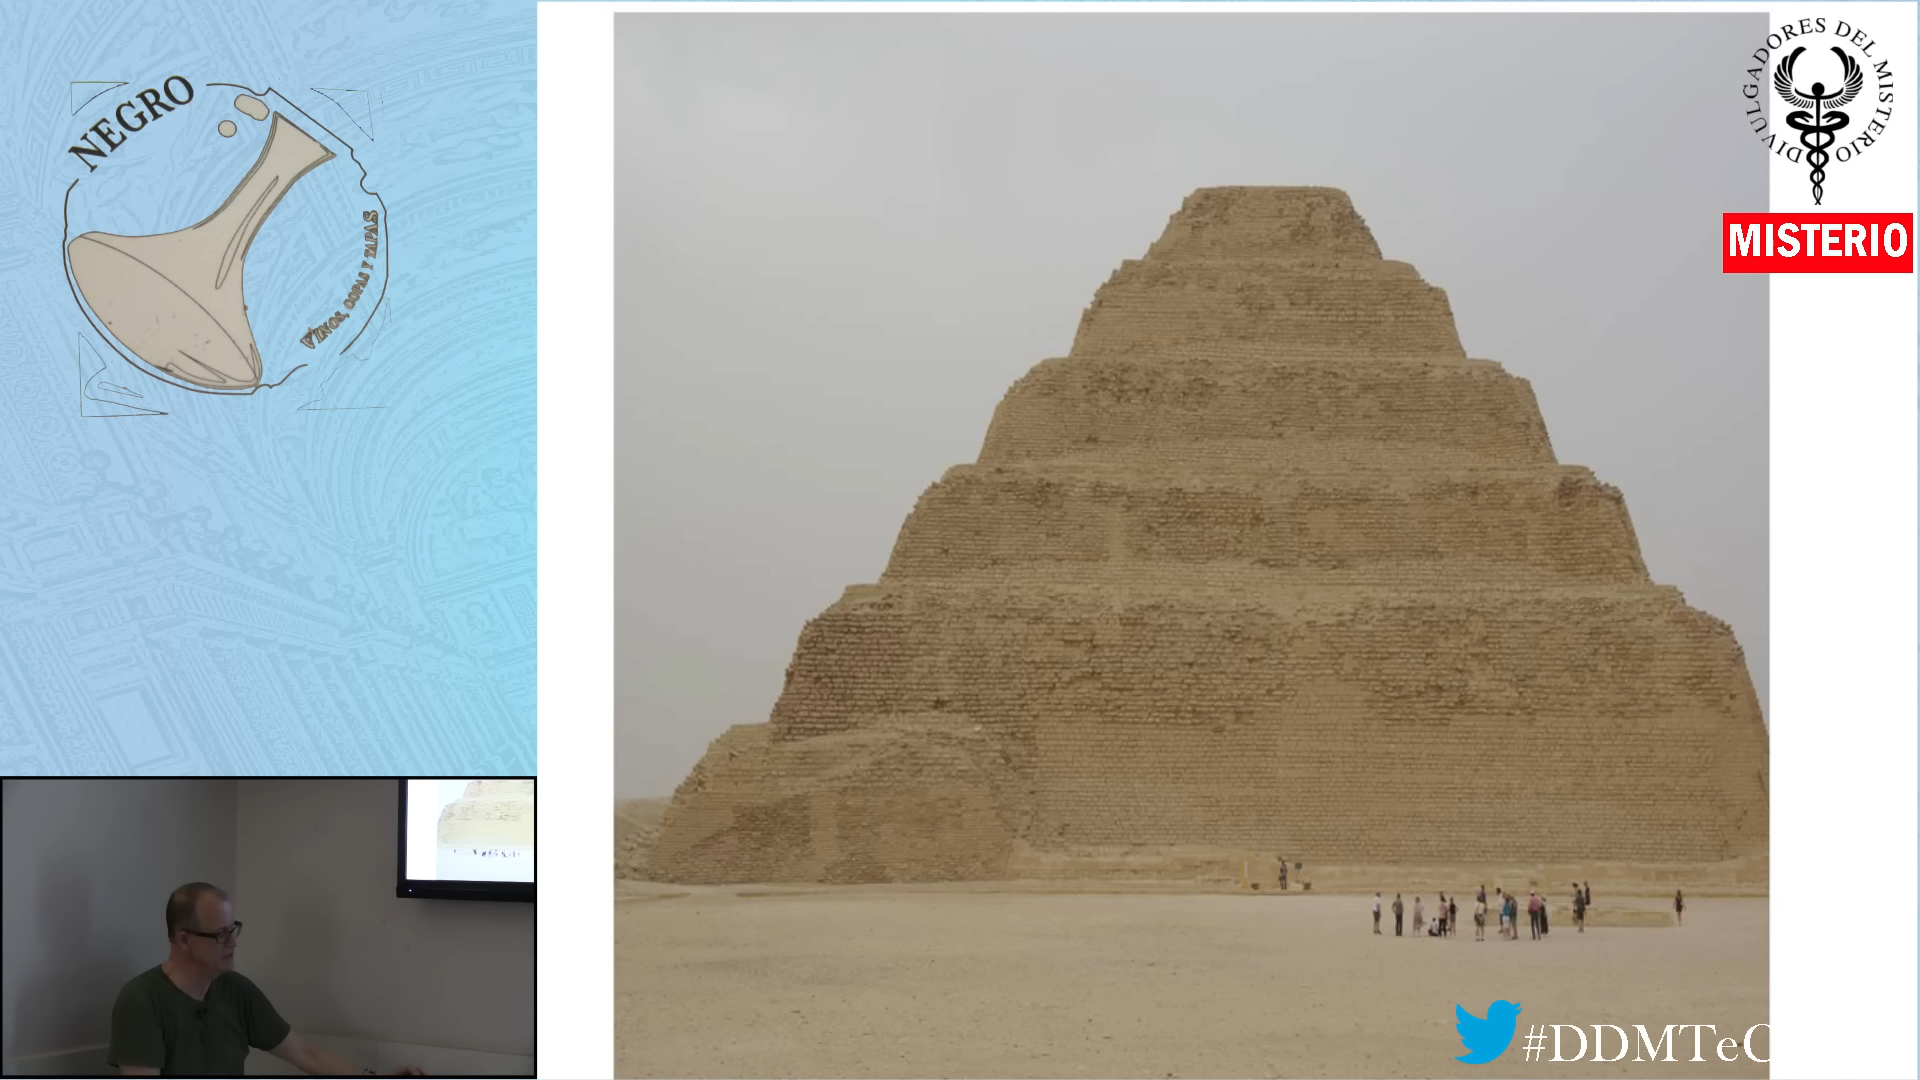 NEGRO
VINOS, COPAS Y TAPAS
DIVULGADORES DEL MISTERIO
MISTERIO
#DDMTeC